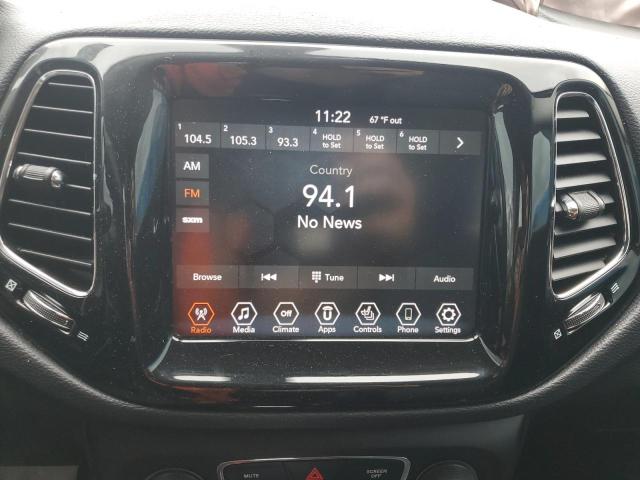 11:22 67 °F out
1 104.5 2 105.3 3 93.3 4 HOLD to Set 5 HOLD to Set 6 HOLD to Set >
AM
Country
FM
94.1
sxm
No News
Browse Tune Audio
Radio Media Off Climate Apps Controls Phone Settings
MUTE SCREEN OFF